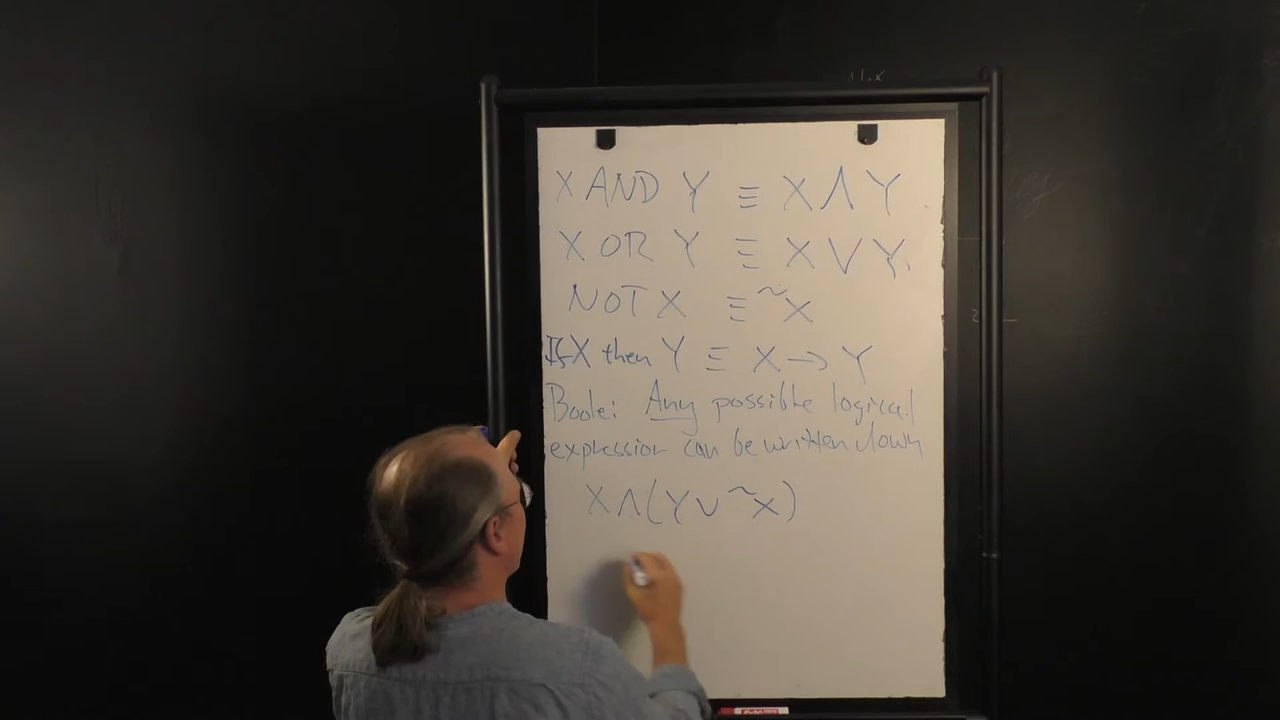 X AND Y ≡ X Λ Y
X OR Y ≡ X V Y
NOT X ≡ ~X
If X then Y ≡ X → Y
Boole: Any possible logical
expression can be written down
X Λ (Y ∨ ~X)